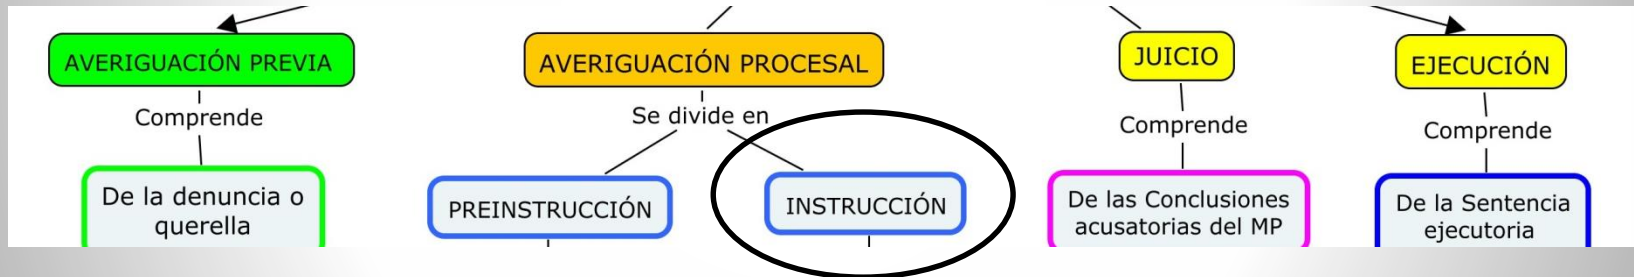 AVERIGUACIÓN PREVIA
Comprende
De la denuncia o
querella
AVERIGUACIÓN PROCESAL
Se divide en
PREINSTRUCCIÓN
INSTRUCCIÓN
JUICIO
Comprende
De las Conclusiones
acusatorias del MP
EJECUCIÓN
Comprende
De la Sentencia
ejecutoria